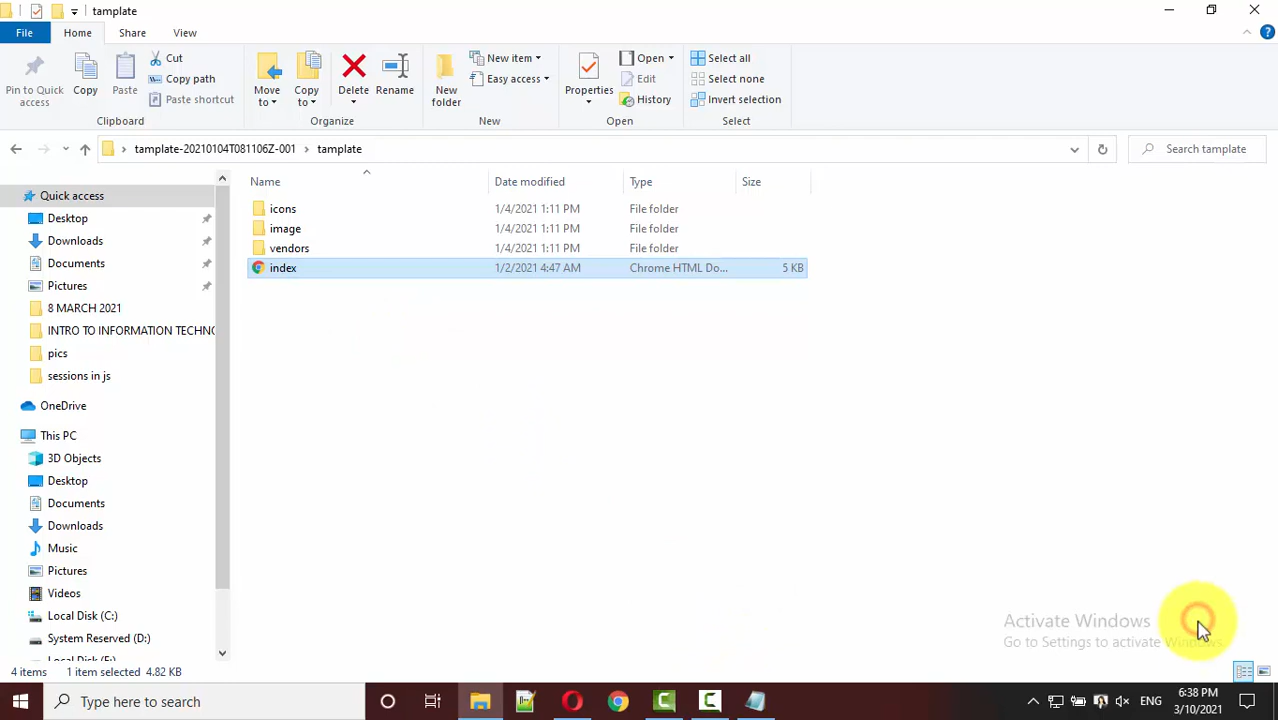 tamplate
File
Home
Share
View
Pin to Quick access
Copy
Paste
Cut
Copy path
Paste shortcut
Clipboard
Move to
Copy to
Delete
Rename
Organize
New folder
New item
Easy access
New
Properties
Open
Edit
History
Open
Select all
Select none
Invert selection
Select
tamplate-20210104T081106Z-001 tamplate
Search tamplate
Name Date modified Type Size
icons 1/4/2021 1:11 PM File folder
image 1/4/2021 1:11 PM File folder
vendors 1/4/2021 1:11 PM File folder
index 1/2/2021 4:47 AM Chrome HTML Do... 5 KB
Quick access
Desktop
Downloads
Documents
Pictures
8 MARCH 2021
INTRO TO INFORMATION TECHNO
pics
sessions in js
OneDrive
This PC
3D Objects
Desktop
Documents
Downloads
Music
Pictures
Videos
Local Disk (C:)
System Reserved (D:)
Local Disk (E:)
Activate Windows
Go to Settings to activate Windows.
4 items 1 item selected 4.82 KB
Type here to search
ENG
6:38 PM
3/10/2021